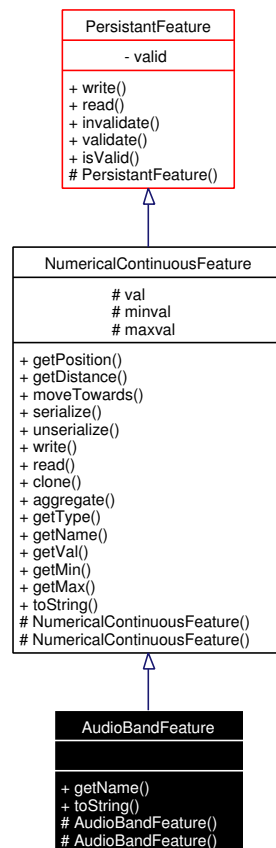 PersistantFeature
- valid
+ write()
+ read()
+ invalidate()
+ validate()
+ isValid()
# PersistantFeature()
NumericalContinuousFeature
# val
# minval
# maxval
+ getPosition()
+ getDistance()
+ moveTowards()
+ serialize()
+ unserialize()
+ write()
+ read()
+ clone()
+ aggregate()
+ getType()
+ getName()
+ getVal()
+ getMin()
+ getMax()
+ toString()
# NumericalContinuousFeature()
# NumericalContinuousFeature()
AudioBandFeature
+ getName()
+ toString()
# AudioBandFeature()
# AudioBandFeature()